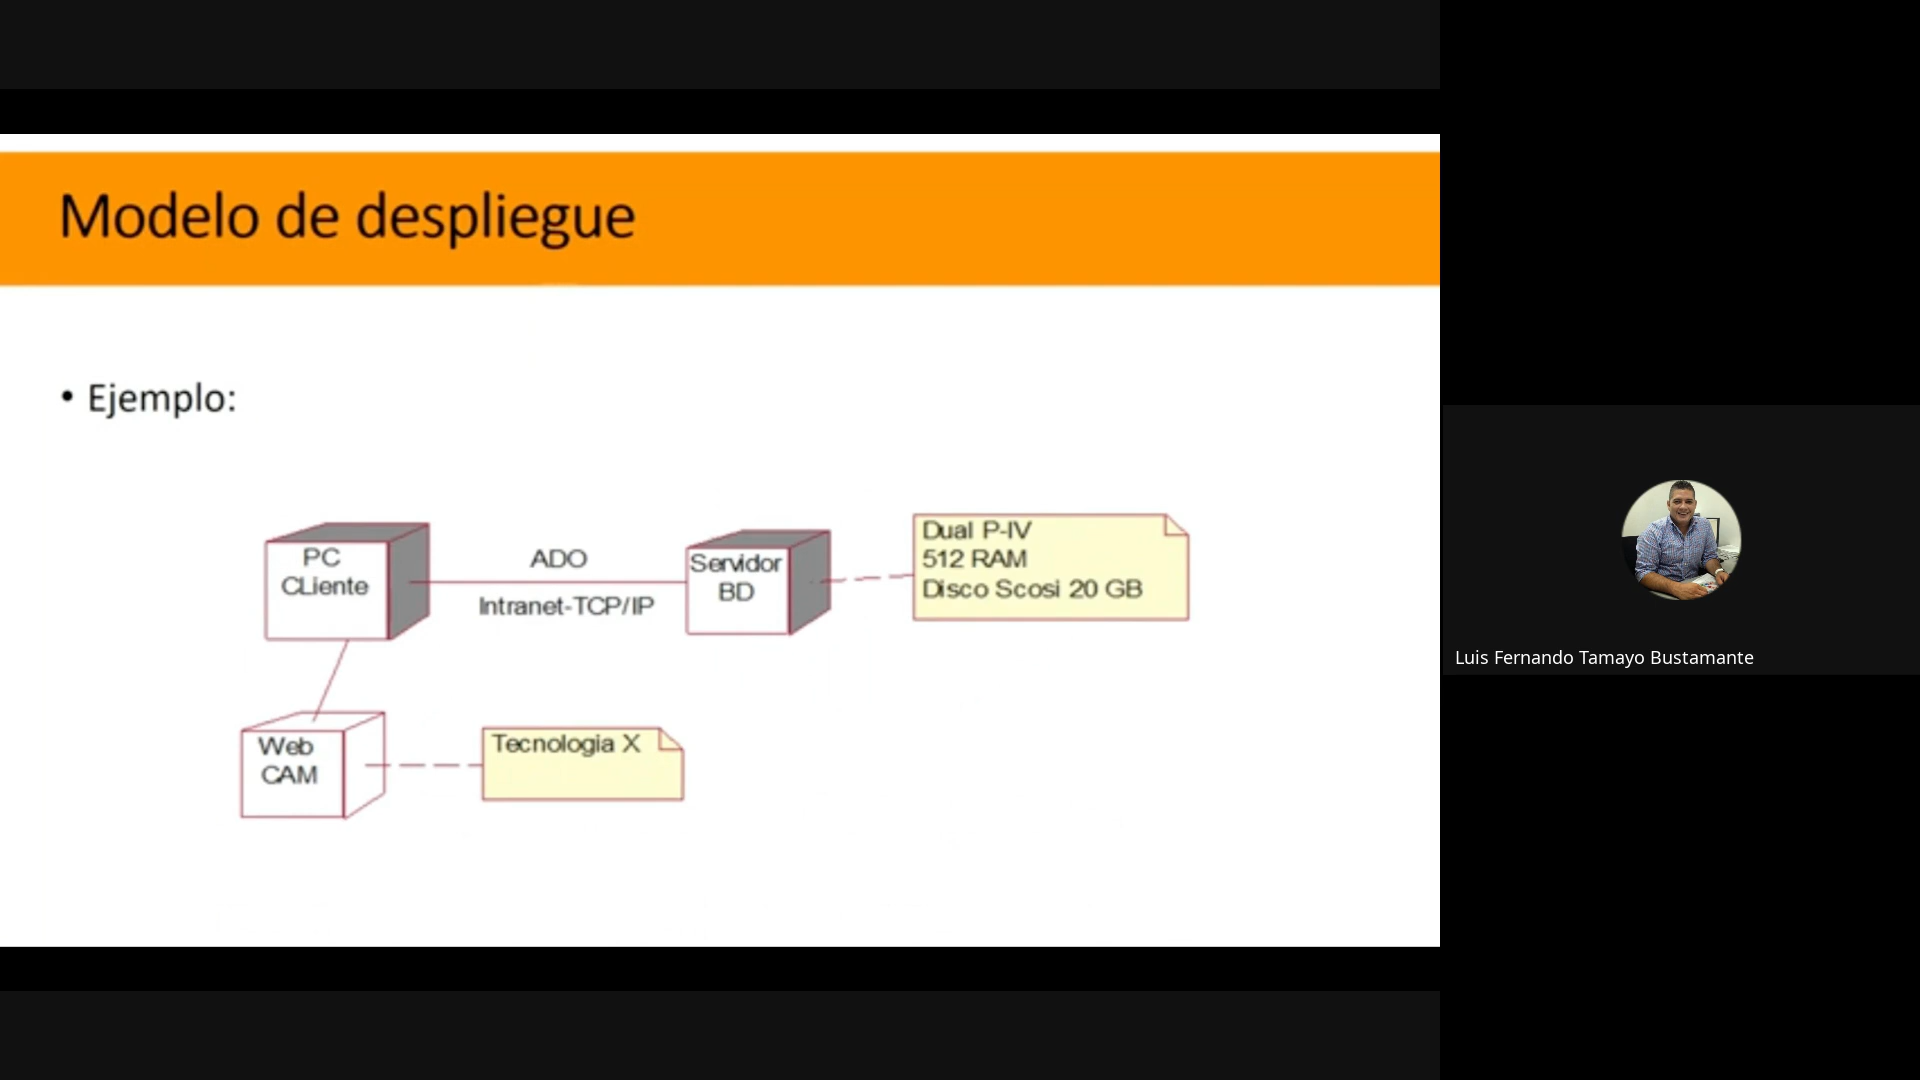 Modelo de despliegue
• Ejemplo:
PC
CLiente
ADO
Intranet-TCP/IP
Servidor
BD
Dual P-IV
512 RAM
Disco Scosi 20 GB
Web
CAM
Tecnologia X
Luis Fernando Tamayo Bustamante